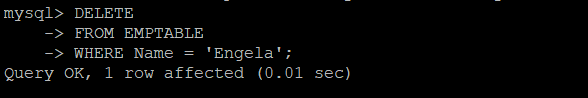 mysql> DELETE
-> FROM EMPTABLE
-> WHERE Name = 'Engela';
Query OK, 1 row affected (0.01 sec)